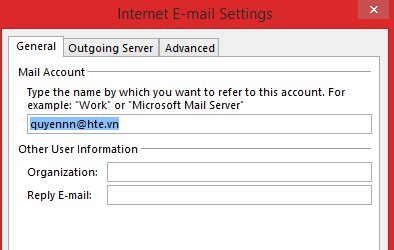 Internet E-mail Settings
General Outgoing Server Advanced
Mail Account
Type the name by which you want to refer to this account. For
example: "Work" or "Microsoft Mail Server"
quyennn@hte.vn
Other User Information
Organization:
Reply E-mail: